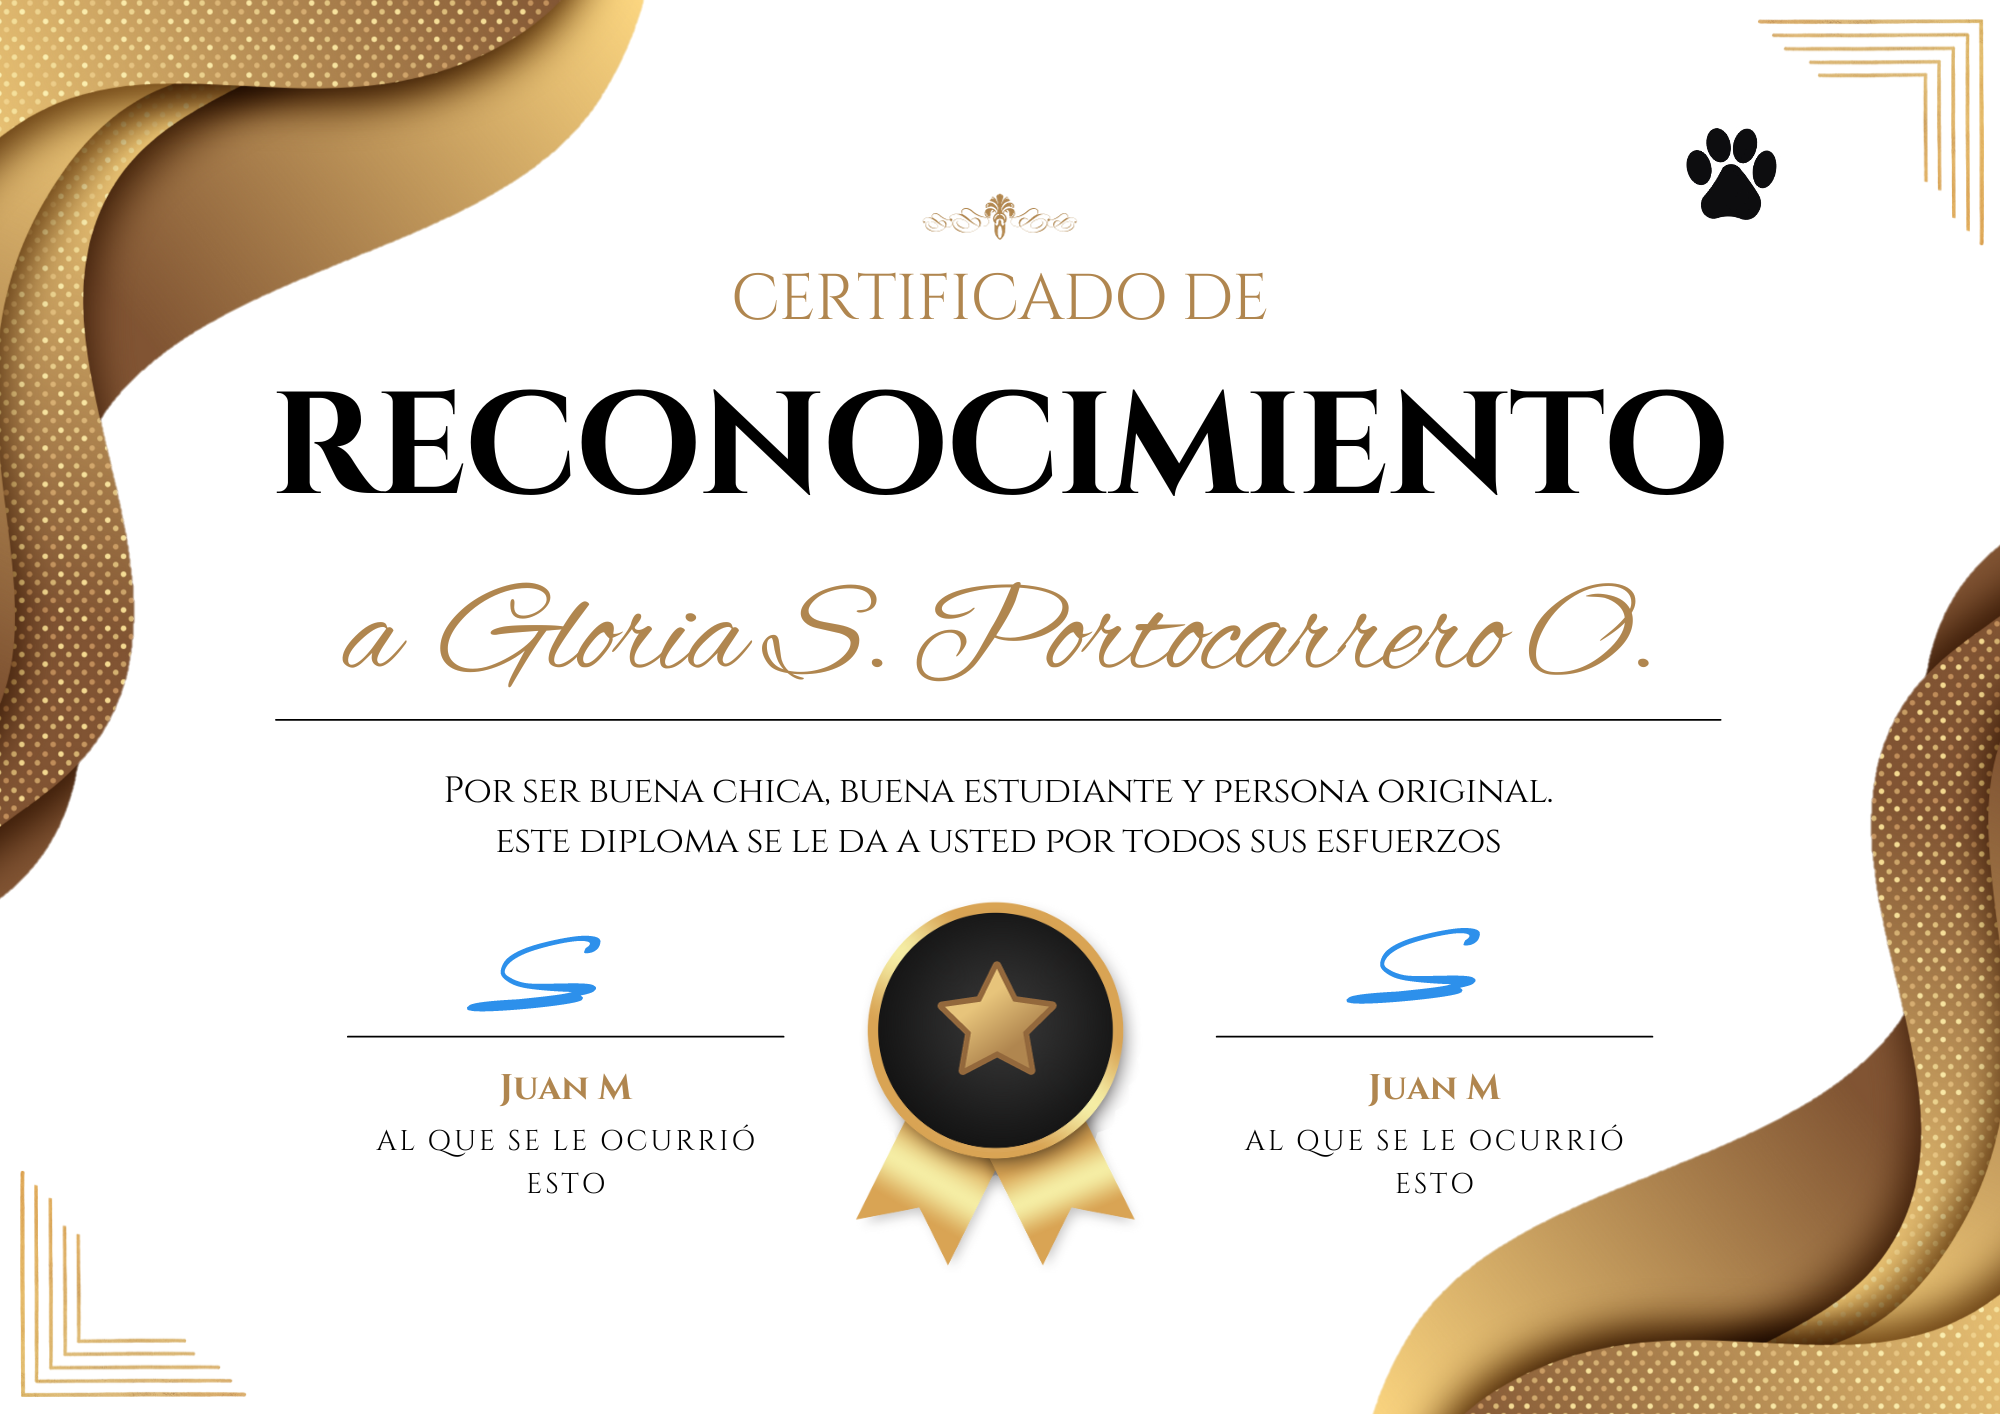 CERTIFICADO DE
RECONOCIMIENTO
a Gloria S. Portocarrero O.
Por ser buena chica, buena estudiante y persona original.
este diploma se le da a usted por todos sus esfuerzos
Juan M
AL QUE SE LE OCURRIÓ
ESTO
Juan M
AL QUE SE LE OCURRIÓ
ESTO